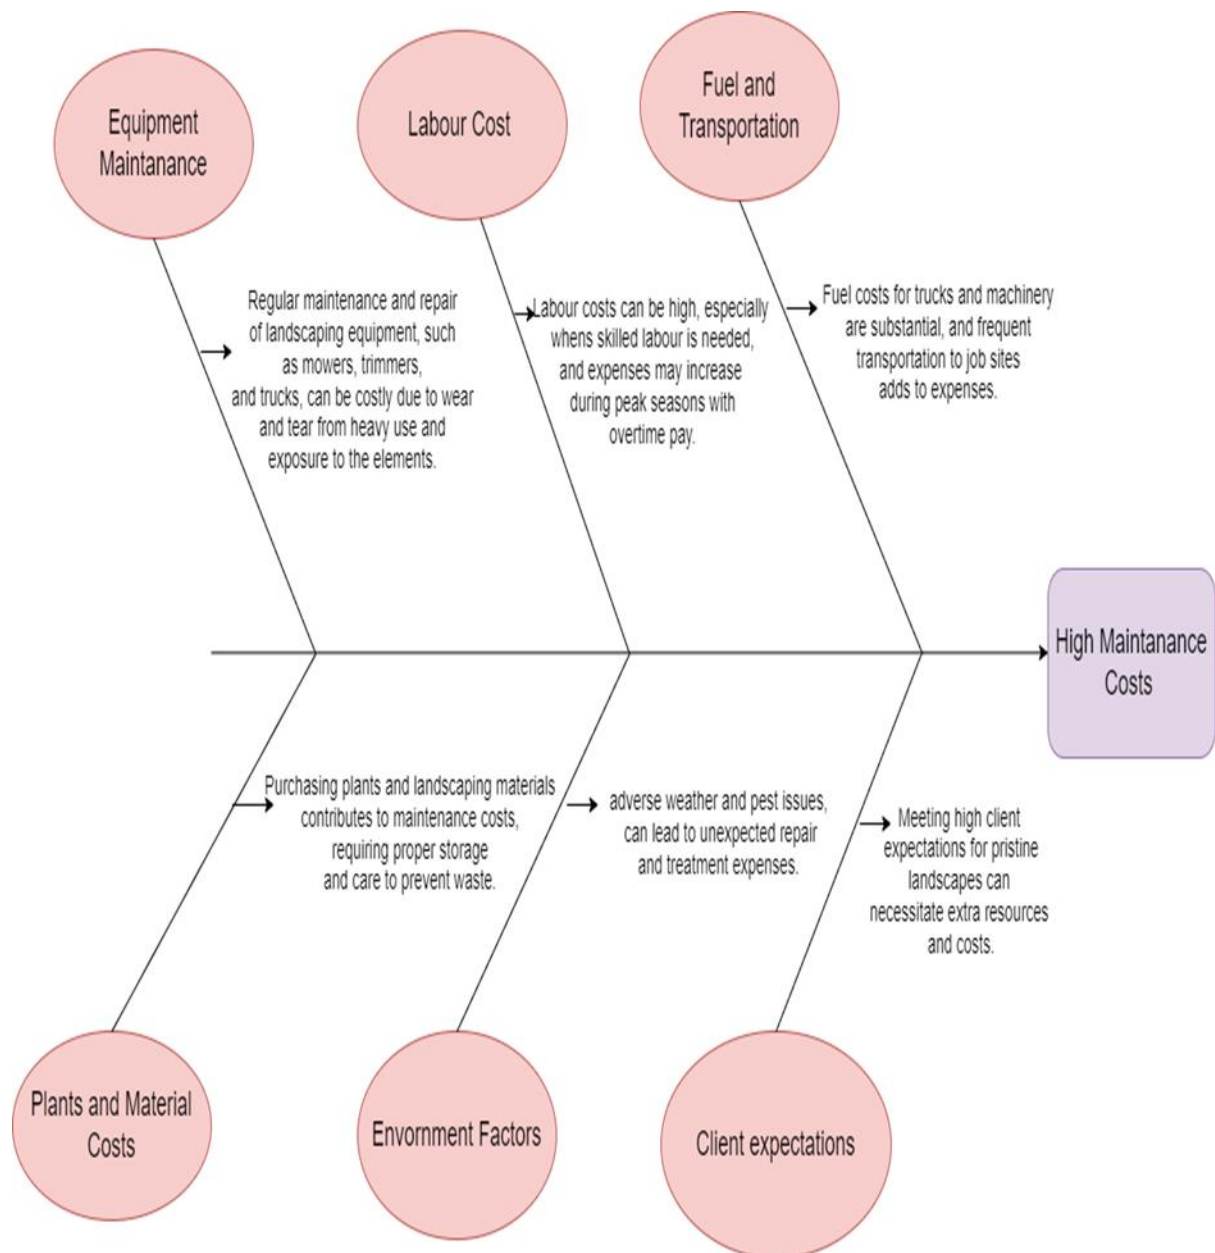 Equipment
Maintanance
Labour Cost
Fuel and
Transportation
Regular maintenance and repair
of landscaping equipment, such
as mowers, trimmers,
and trucks, can be costly due to wear
and tear from heavy use and
exposure to the elements.
Labour costs can be high, especially
whens skilled labour is needed,
and expenses may increase
during peak seasons with
overtime pay.
Fuel costs for trucks and machinery
are substantial, and frequent
transportation to job sites
adds to expenses.
High Maintanance
Costs
Purchasing plants and landscaping materials
contributes to maintenance costs,
requiring proper storage
and care to prevent waste.
adverse weather and pest issues,
can lead to unexpected repair
and treatment expenses.
Meeting high client
expectations for pristine
landscapes can
necessitate extra resources
and costs.
Plants and Material
Costs
Envornment Factors
Client expectations